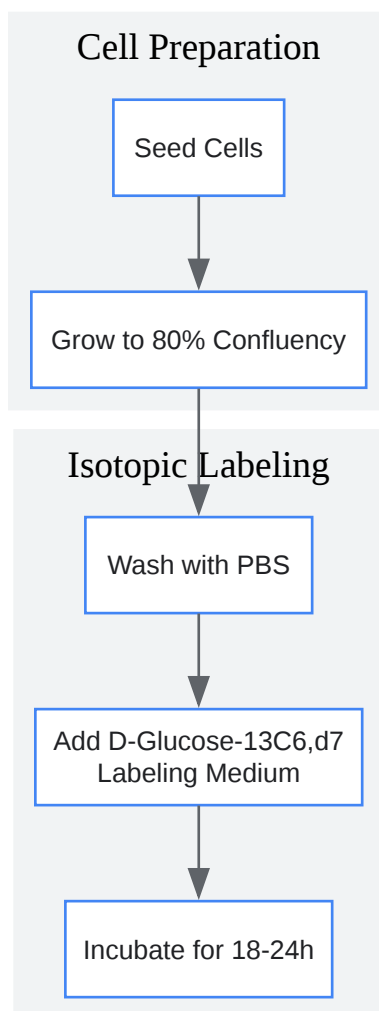 Cell Preparation
Seed Cells
Grow to 80% Confluency
Isotopic Labeling
Wash with PBS
Add D-Glucose-13C6,d7
Labeling Medium
Incubate for 18-24h